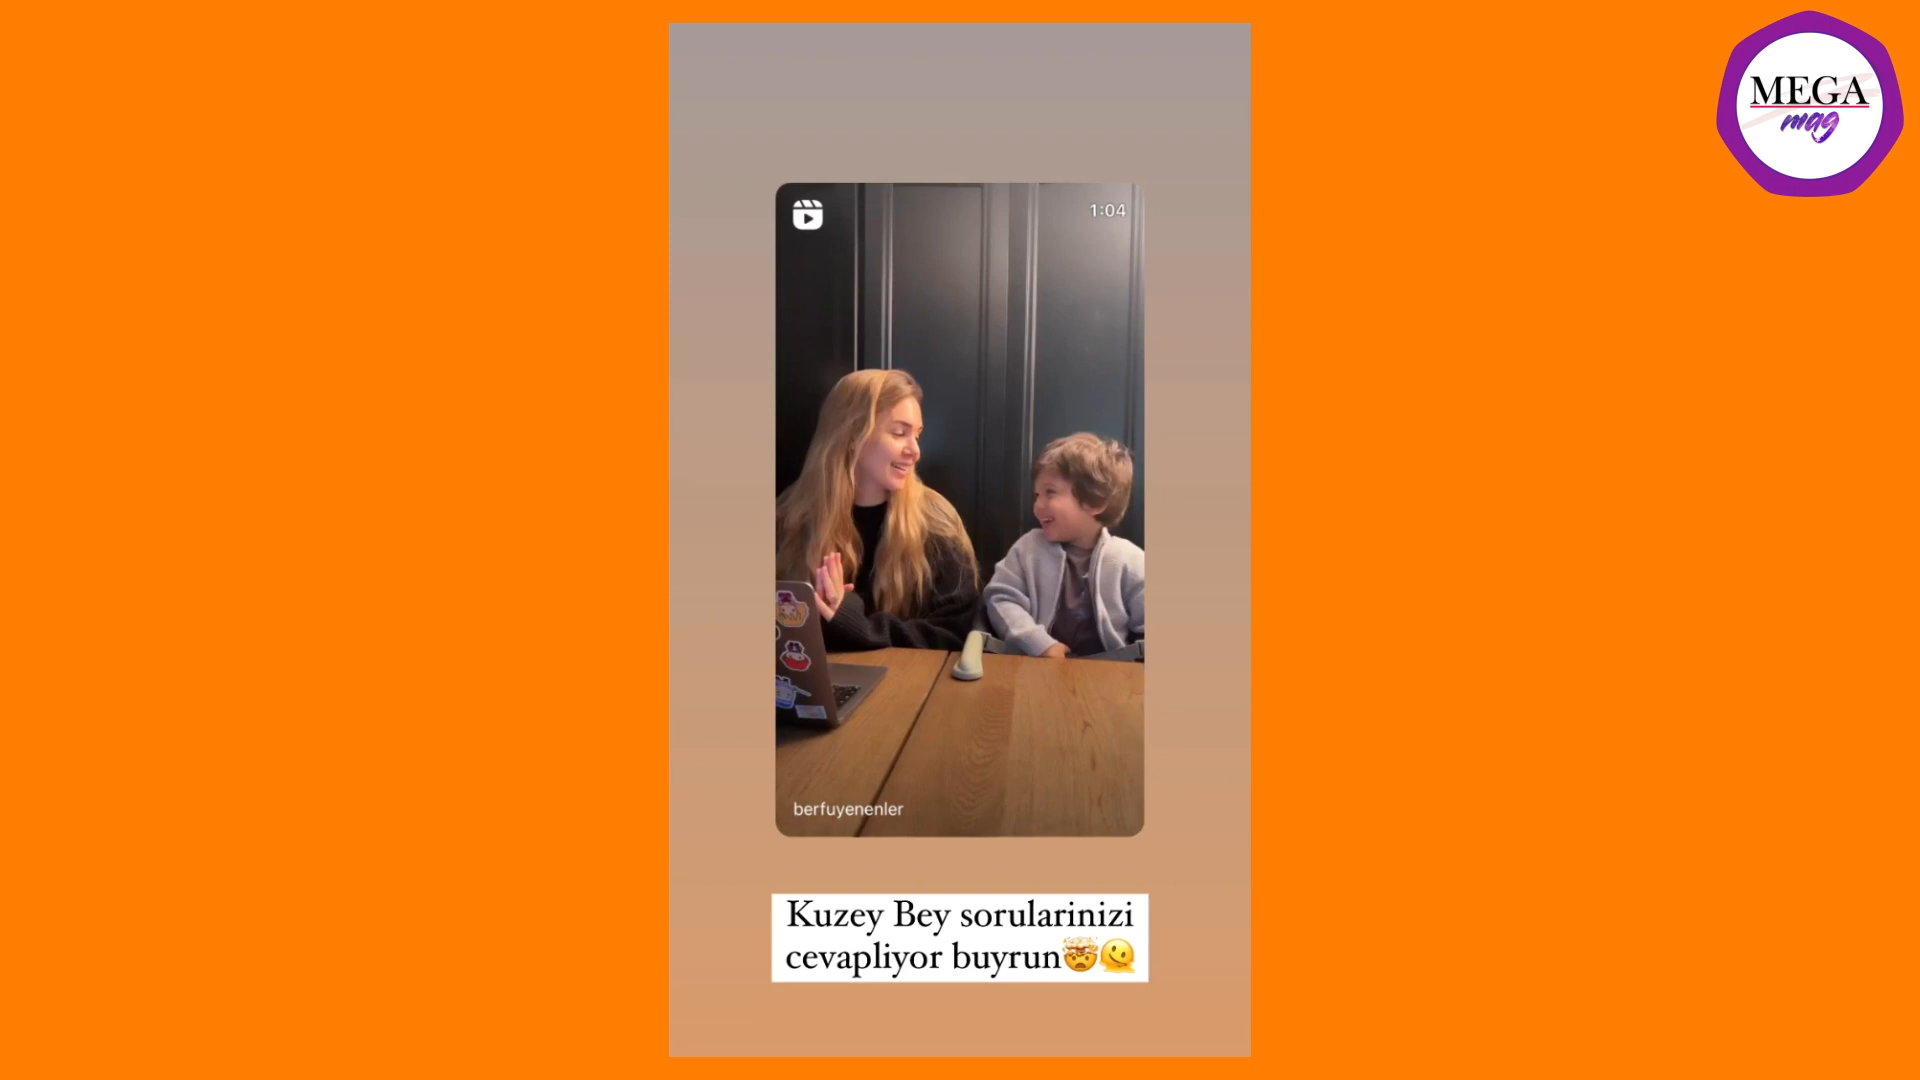 MEGA
mag
1:04
berfuyenenler
Kuzey Bey sorularinizi
cevapliyor buyrun🤯🫠